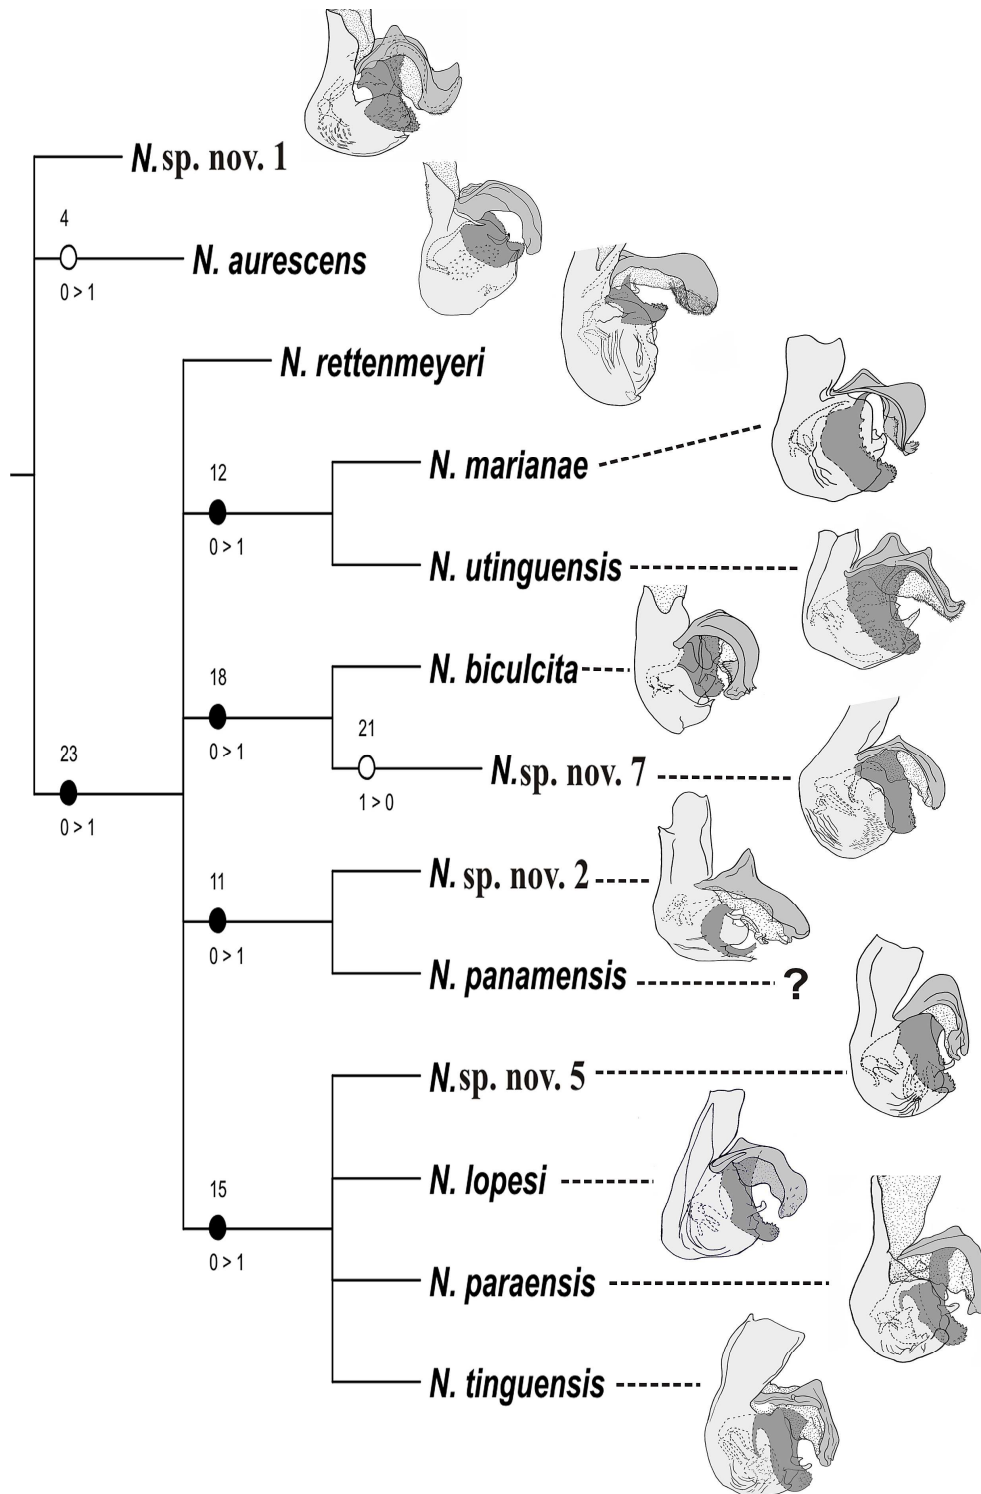 N. sp. nov. 1
4
0 > 1
N. aurescens
N. rettenmeyeri
12
0 > 1
N. marianae
N. utinguensis
18
0 > 1
N. biculcita
21
1 > 0
N. sp. nov. 7
23
0 > 1
11
0 > 1
N. sp. nov. 2
N. panamensis
?
N. sp. nov. 5
15
0 > 1
N. lopesi
N. paraensis
N. tinguensis